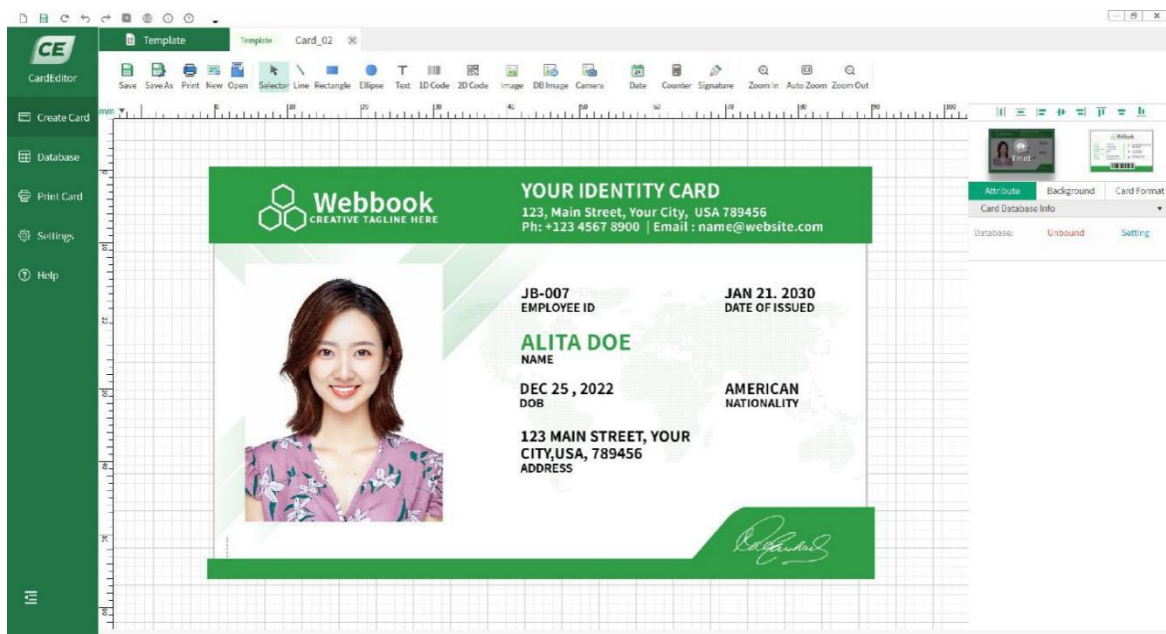 Template
Template
Card_02
CE
CardEditor
Save
Save As
Print
New
Open
Selector
Line
Rectangle
Ellipse
Text
1D Code
2D Code
Image
DB Image
Camera
Date
Counter
Signature
Zoom In
Auto Zoom
Zoom Out
mm
Create Card
Database
Print Card
Settings
Help
Webbook
CREATIVE TAGLINE HERE
YOUR IDENTITY CARD
123, Main Street, Your City, USA 789456
Ph: +123 4567 8900 | Email : name@website.com
JB-007
EMPLOYEE ID
JAN 21. 2030
DATE OF ISSUED
ALITA DOE
NAME
DEC 25 , 2022
DOB
AMERICAN
NATIONALITY
123 MAIN STREET, YOUR
CITY,USA, 789456
ADDRESS
Front
Webbook
Attribute
Background
Card Format
Card Database Info
Database:
Unbound
Setting